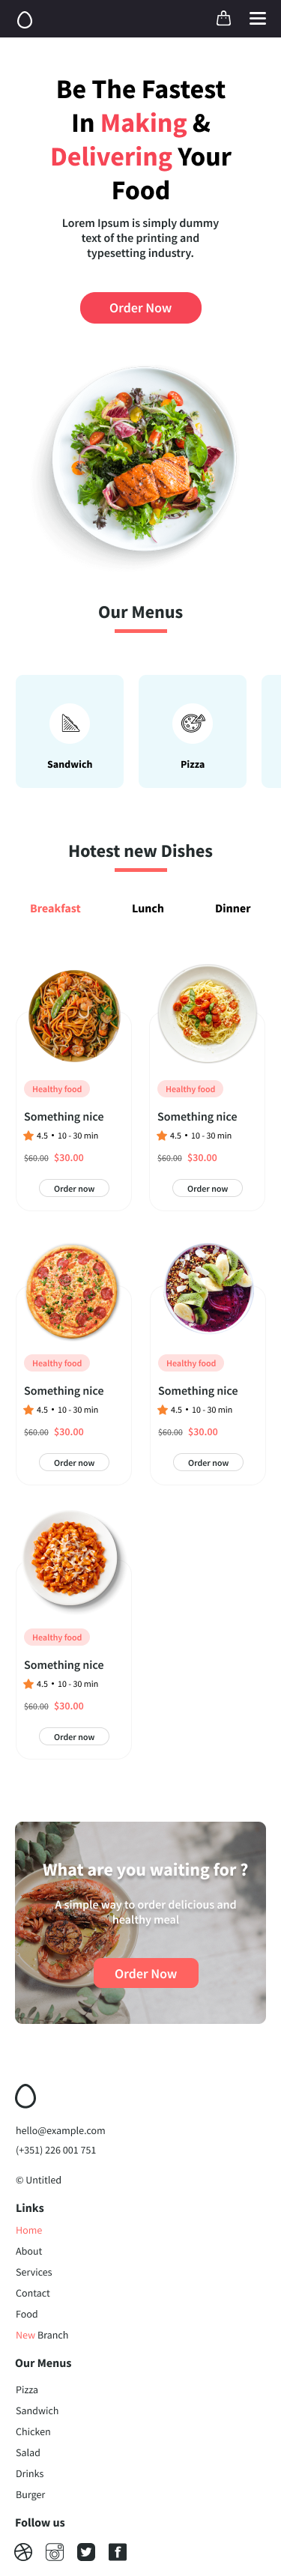 Be The Fastest
In Making &
Delivering Your
Food
Lorem Ipsum is simply dummy
text of the printing and
typesetting industry.
Order Now
Our Menus
Sandwich
Pizza
Hotest new Dishes
Breakfast Lunch Dinner
Healthy food
Something nice
4.5 • 10 - 30 min
$60.00 $30.00
Order now
Healthy food
Something nice
4.5 • 10 - 30 min
$60.00 $30.00
Order now
Healthy food
Something nice
4.5 • 10 - 30 min
$60.00 $30.00
Order now
Healthy food
Something nice
4.5 • 10 - 30 min
$60.00 $30.00
Order now
Healthy food
Something nice
4.5 • 10 - 30 min
$60.00 $30.00
Order now
What are you waiting for ?
A simple way to order delicious and
healthy meal
Order Now
hello@example.com
(+351) 226 001 751
© Untitled
Links
Home
About
Services
Contact
Food
New Branch
Our Menus
Pizza
Sandwich
Chicken
Salad
Drinks
Burger
Follow us